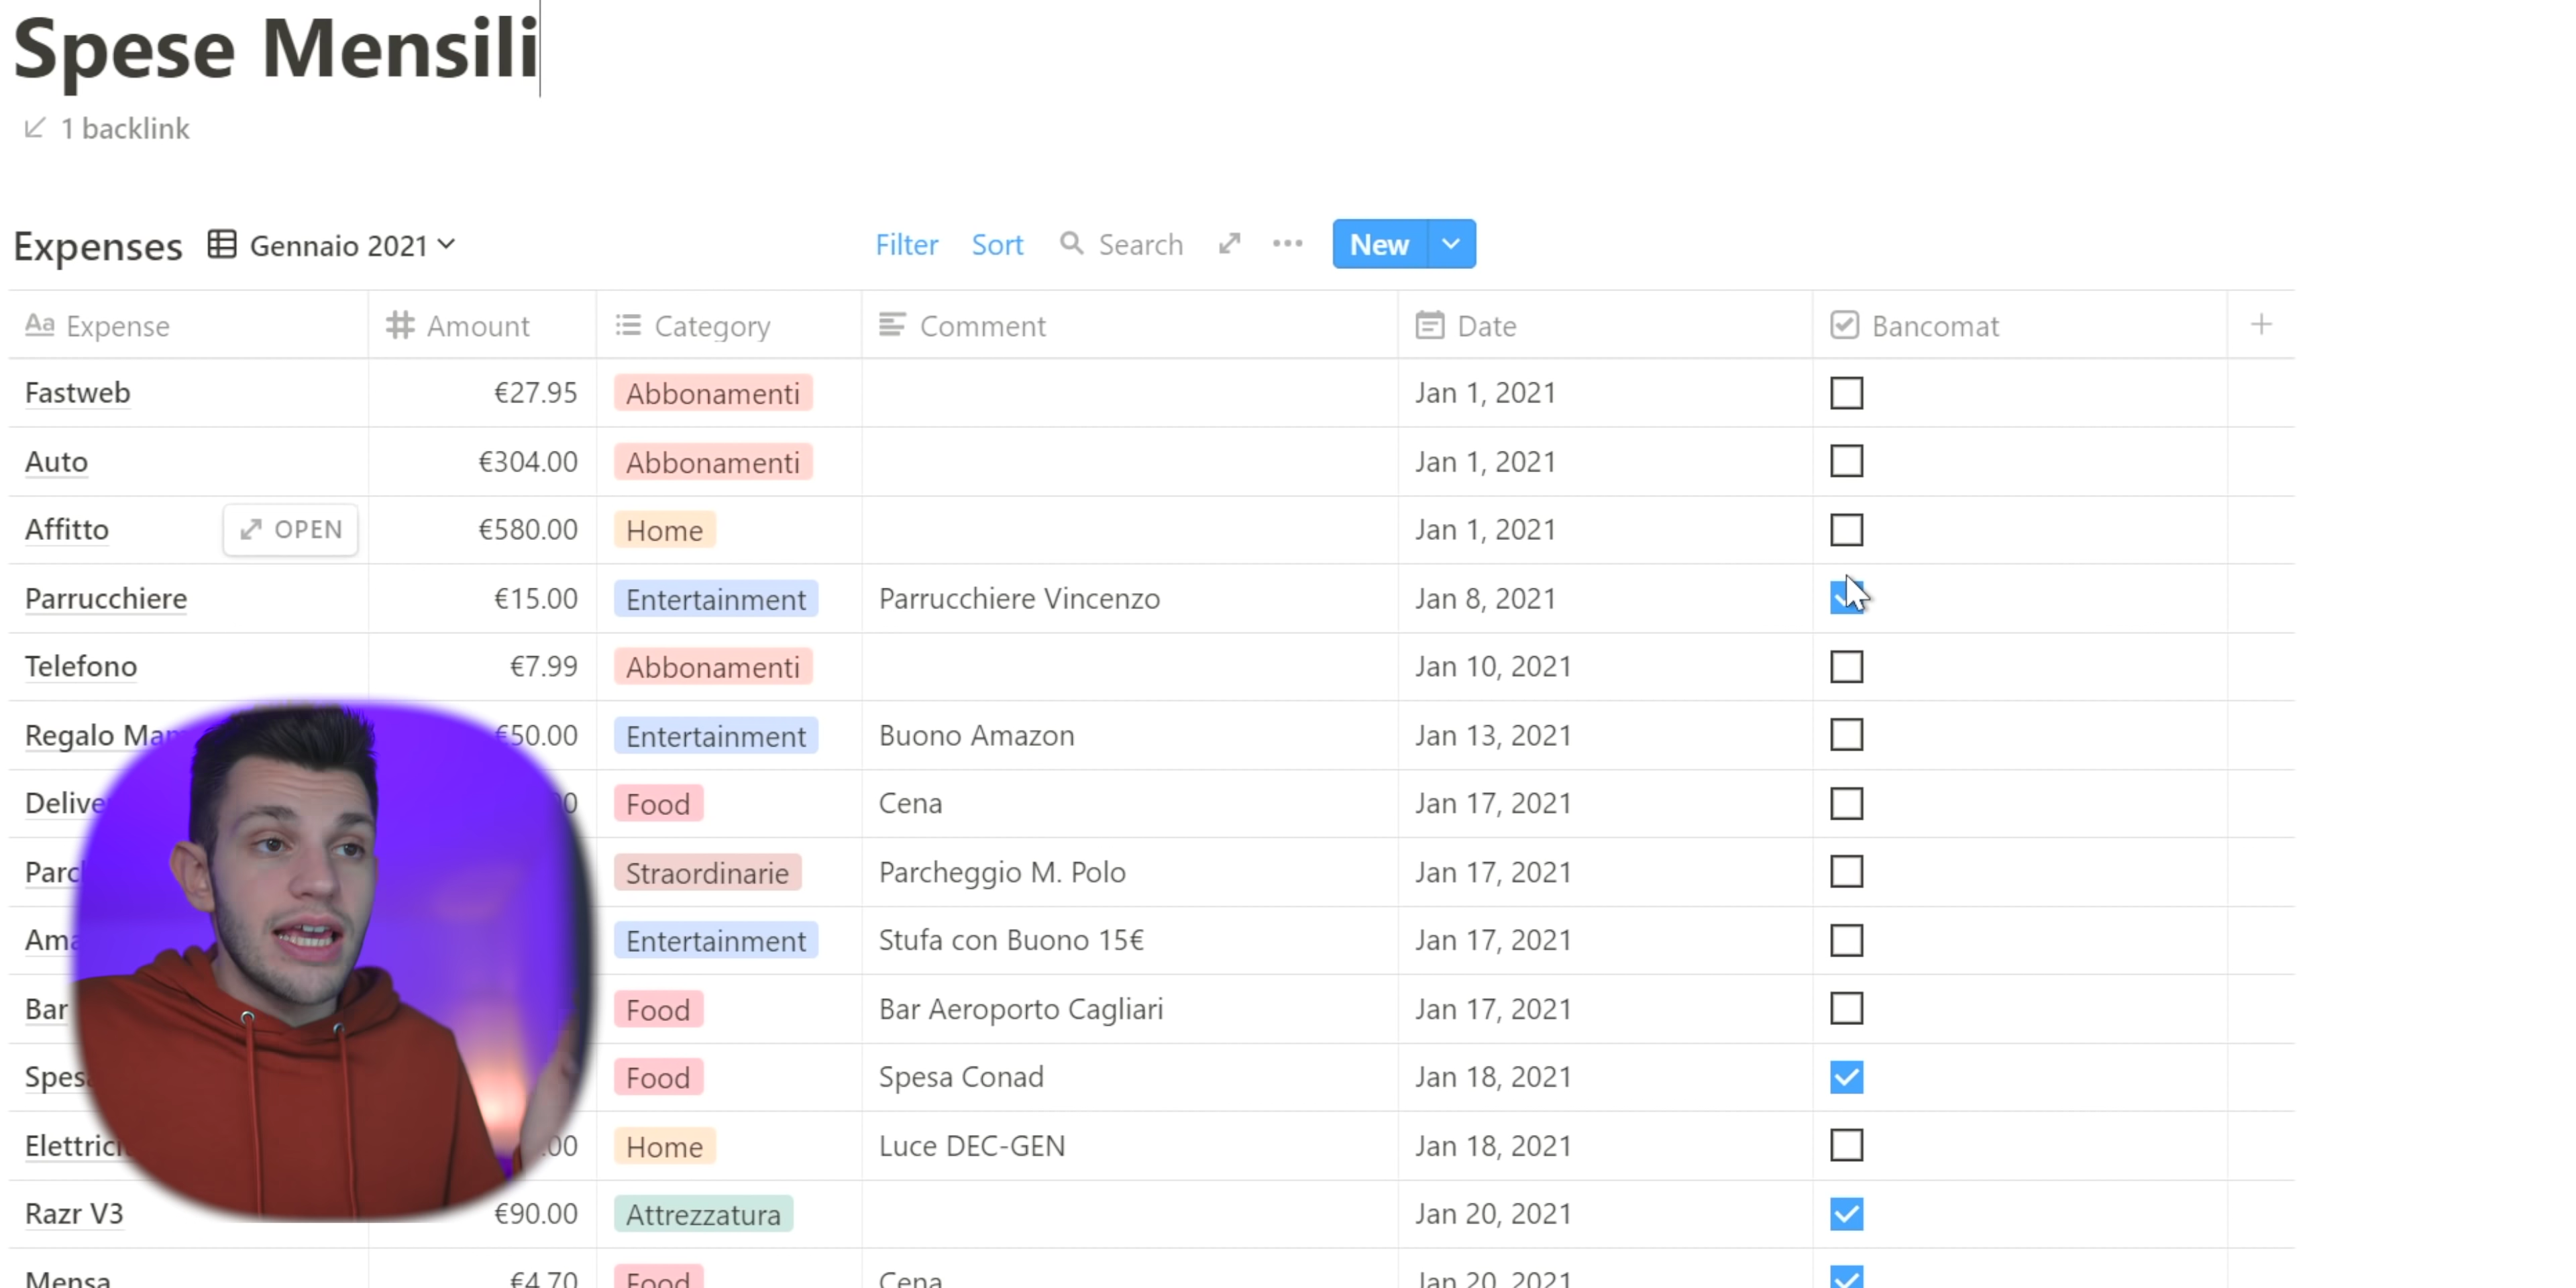 Spese Mensili
1 backlink
Expenses Gennaio 2021 Filter Sort Search New
Aa Expense Amount Category Comment Date Bancomat
Fastweb €27.95 Abbonamenti Jan 1, 2021
Auto €304.00 Abbonamenti Jan 1, 2021
Affitto OPEN €580.00 Home Jan 1, 2021
Parrucchiere €15.00 Entertainment Parrucchiere Vincenzo Jan 8, 2021
Telefono €7.99 Abbonamenti Jan 10, 2021
Regalo €50.00 Entertainment Buono Amazon Jan 13, 2021
Food Cena Jan 17, 2021
Straordinarie Parcheggio M. Polo Jan 17, 2021
Entertainment Stufa con Buono 15€ Jan 17, 2021
Bar Food Bar Aeroporto Cagliari Jan 17, 2021
Food Spesa Conad Jan 18, 2021
Home Luce DEC-GEN Jan 18, 2021
Razr V3 €90.00 Attrezzatura Jan 20, 2021
Mensa €4.70 Food Cena Jan 20, 2021